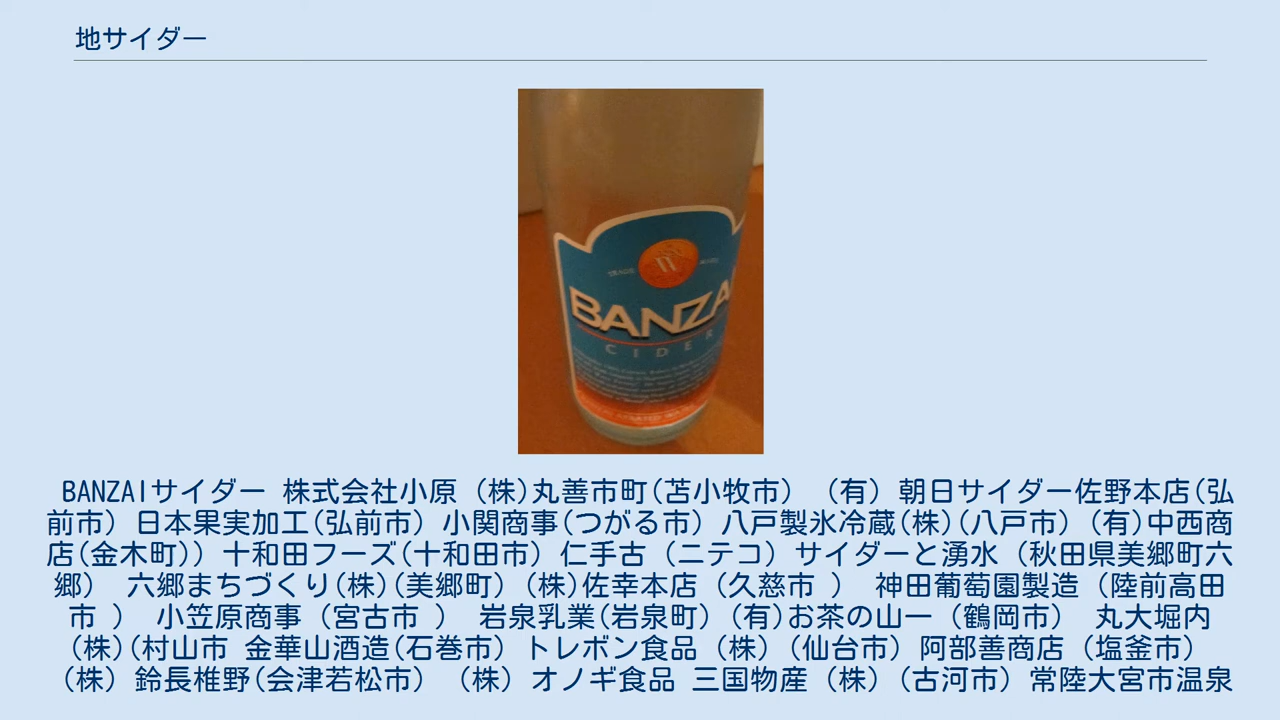 地サイダー
TRADE
BANZA
CIDER
BANZAIサイダー 株式会社小原 (株)丸善市町(苫小牧市) (有) 朝日サイダー佐野本店(弘
前市) 日本果実加工(弘前市) 小関商事(つがる市) 八戸製氷冷蔵(株)(八戸市) (有)中西商
店(金木町)) 十和田フーズ(十和田市) 仁手古 (ニテコ) サイダーと湧水 (秋田県美郷町六
郷) 六郷まちづくり(株)(美郷町) (株)佐幸本店 (久慈市 ) 神田葡萄園製造 (陸前高田
市 ) 小笠原商事 (宮古市 ) 岩泉乳業(岩泉町) (有)お茶の山一 (鶴岡市) 丸大堀内
(株)(村山市 金華山酒造(石巻市) トレボン食品 (株) (仙台市) 阿部善商店 (塩釜市)
(株) 鈴長椎野(会津若松市) (株) オノギ食品 三国物産 (株) (古河市) 常陸大宮市温泉